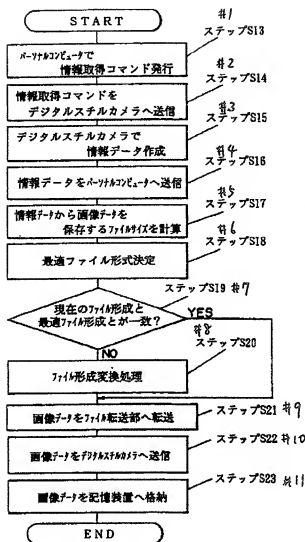 START
#1
ステップS13
パーソナルコンピュータで
情報取得コマンド発行
#2
ステップS14
情報取得コマンドを
デジタルスチルカメラへ送信
#3
ステップS15
デジタルスチルカメラで
情報データ作成
#4
ステップS16
情報データをパーソナルコンピュータへ送信
#5
ステップS17
情報データから画像データを
保存するファイルサイズを計算
#6
ステップS18
最適ファイル形式決定
ステップS19 #7
現在のファイル形成と
最適ファイル形成とが一致?
YES
#8
ステップS20
NO
ファイル形成変換処理
ステップS21 #9
画像データをファイル転送部へ転送
ステップS22 #10
画像データをデジタルスチルカメラへ送信
ステップS23 #11
画像データを記憶装置へ格納
END